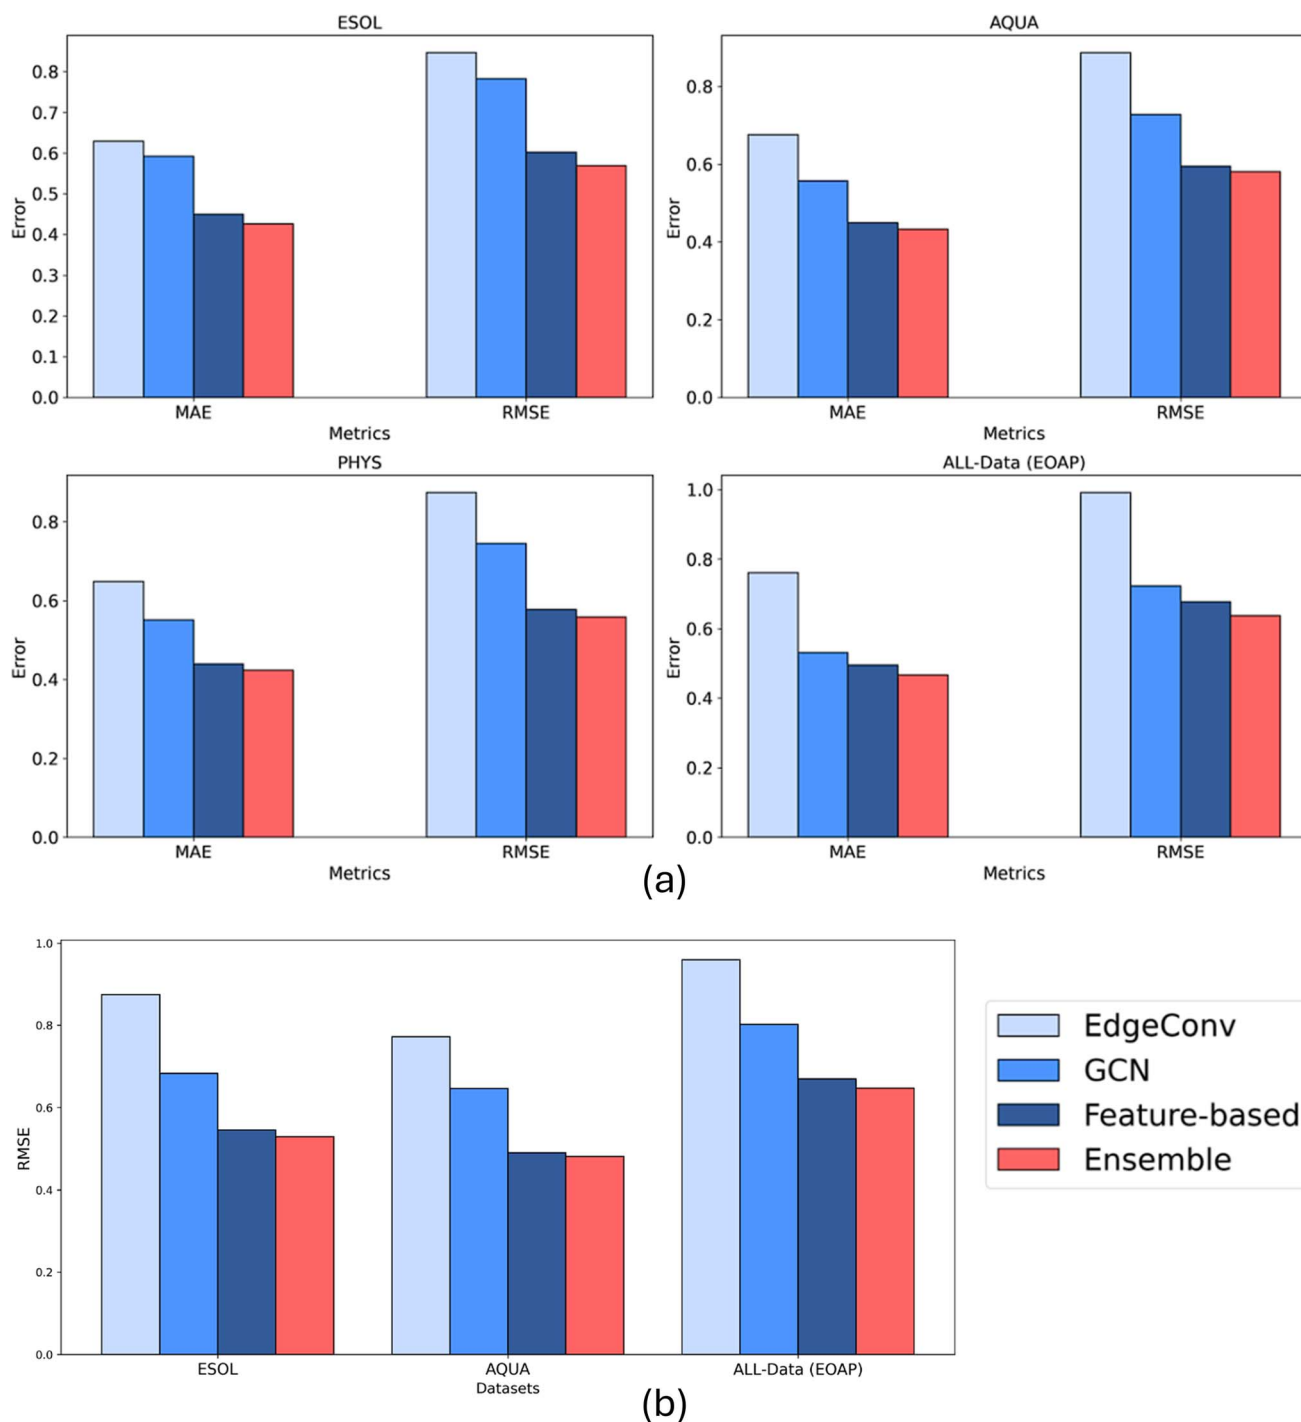 ESOL
Error
0.8
0.7
0.6
0.5
0.4
0.3
0.2
0.1
0.0
MAE
RMSE
Metrics
AQUA
Error
0.8
0.6
0.4
0.2
0.0
MAE
RMSE
Metrics
PHYS
Error
0.8
0.6
0.4
0.2
0.0
MAE
RMSE
Metrics
ALL-Data (EOAP)
Error
1.0
0.8
0.6
0.4
0.2
0.0
MAE
RMSE
Metrics
(a)
RMSE
1.0
0.8
0.6
0.4
0.2
0.0
ESOL
AQUA
ALL-Data (EOAP)
Datasets
EdgeConv
GCN
Feature-based
Ensemble
(b)